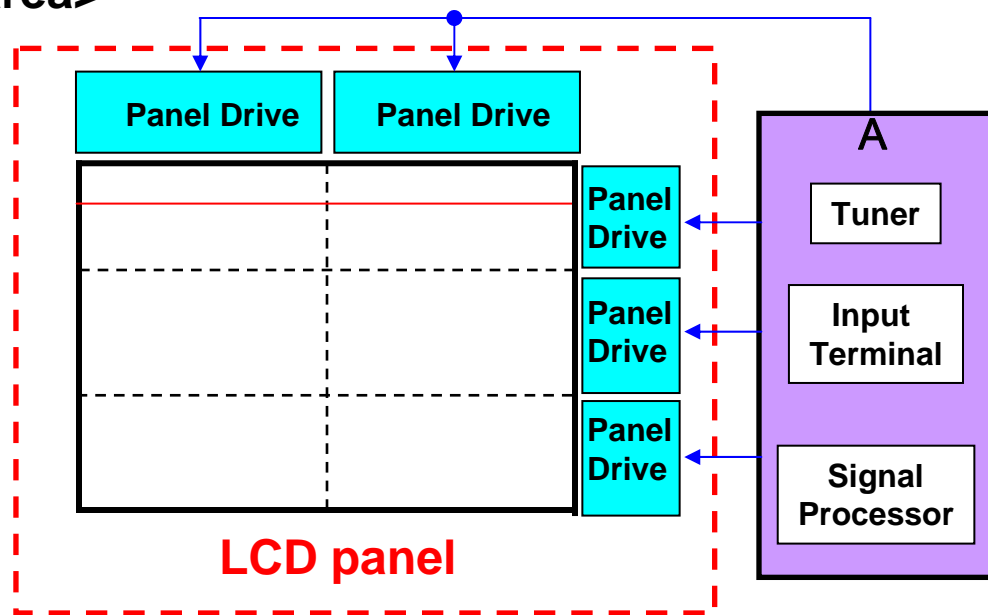 Panel Drive
Panel Drive
A
Panel
Drive
Tuner
Panel
Drive
Input
Terminal
Panel
Drive
Signal
Processor
LCD panel